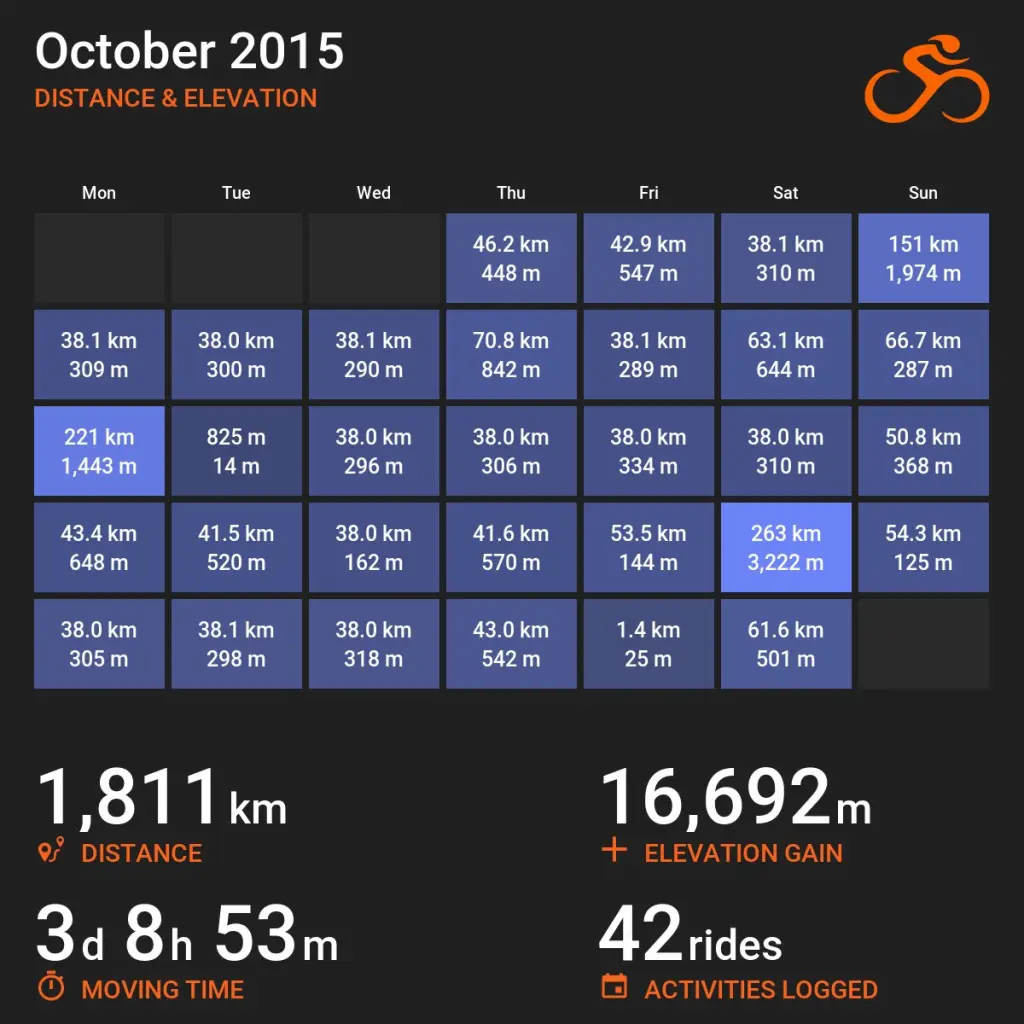 October 2015
DISTANCE & ELEVATION
Mon Tue Wed Thu Fri Sat Sun
46.2 km 42.9 km 38.1 km 151 km
448 m 547 m 310 m 1,974 m
38.1 km 38.0 km 38.1 km 70.8 km 38.1 km 63.1 km 66.7 km
309 m 300 m 290 m 842 m 289 m 644 m 287 m
221 km 825 m 38.0 km 38.0 km 38.0 km 38.0 km 50.8 km
1,443 m 14 m 296 m 306 m 334 m 310 m 368 m
43.4 km 41.5 km 38.0 km 41.6 km 53.5 km 263 km 54.3 km
648 m 520 m 162 m 570 m 144 m 3,222 m 125 m
38.0 km 38.1 km 38.0 km 43.0 km 1.4 km 61.6 km
305 m 298 m 318 m 542 m 25 m 501 m
1,811 km 16,692 m
DISTANCE ELEVATION GAIN
3d 8h 53m 42 rides
MOVING TIME ACTIVITIES LOGGED